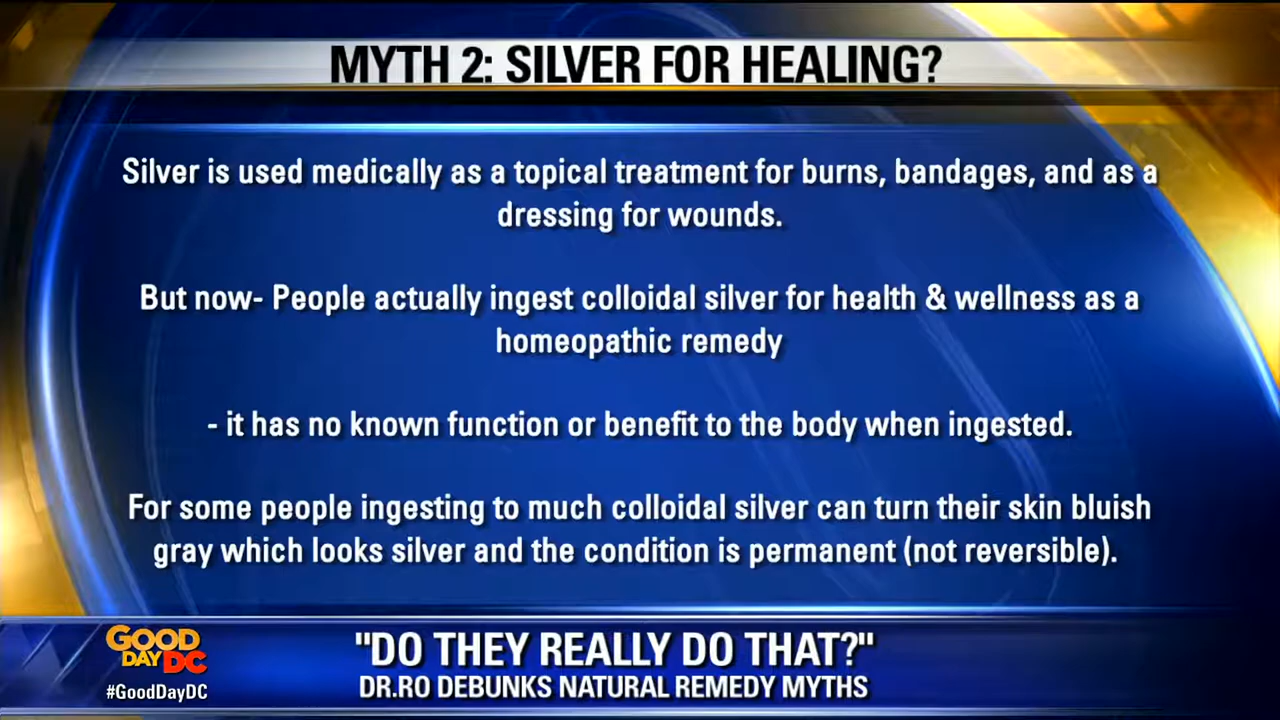 MYTH 2: SILVER FOR HEALING?
Silver is used medically as a topical treatment for burns, bandages, and as a
dressing for wounds.
But now- People actually ingest colloidal silver for health & wellness as a
homeopathic remedy
- it has no known function or benefit to the body when ingested.
For some people ingesting to much colloidal silver can turn their skin bluish
gray which looks silver and the condition is permanent (not reversible).
GOOD
DAY DC
#GoodDayDC
"DO THEY REALLY DO THAT?"
DR.RO DEBUNKS NATURAL REMEDY MYTHS